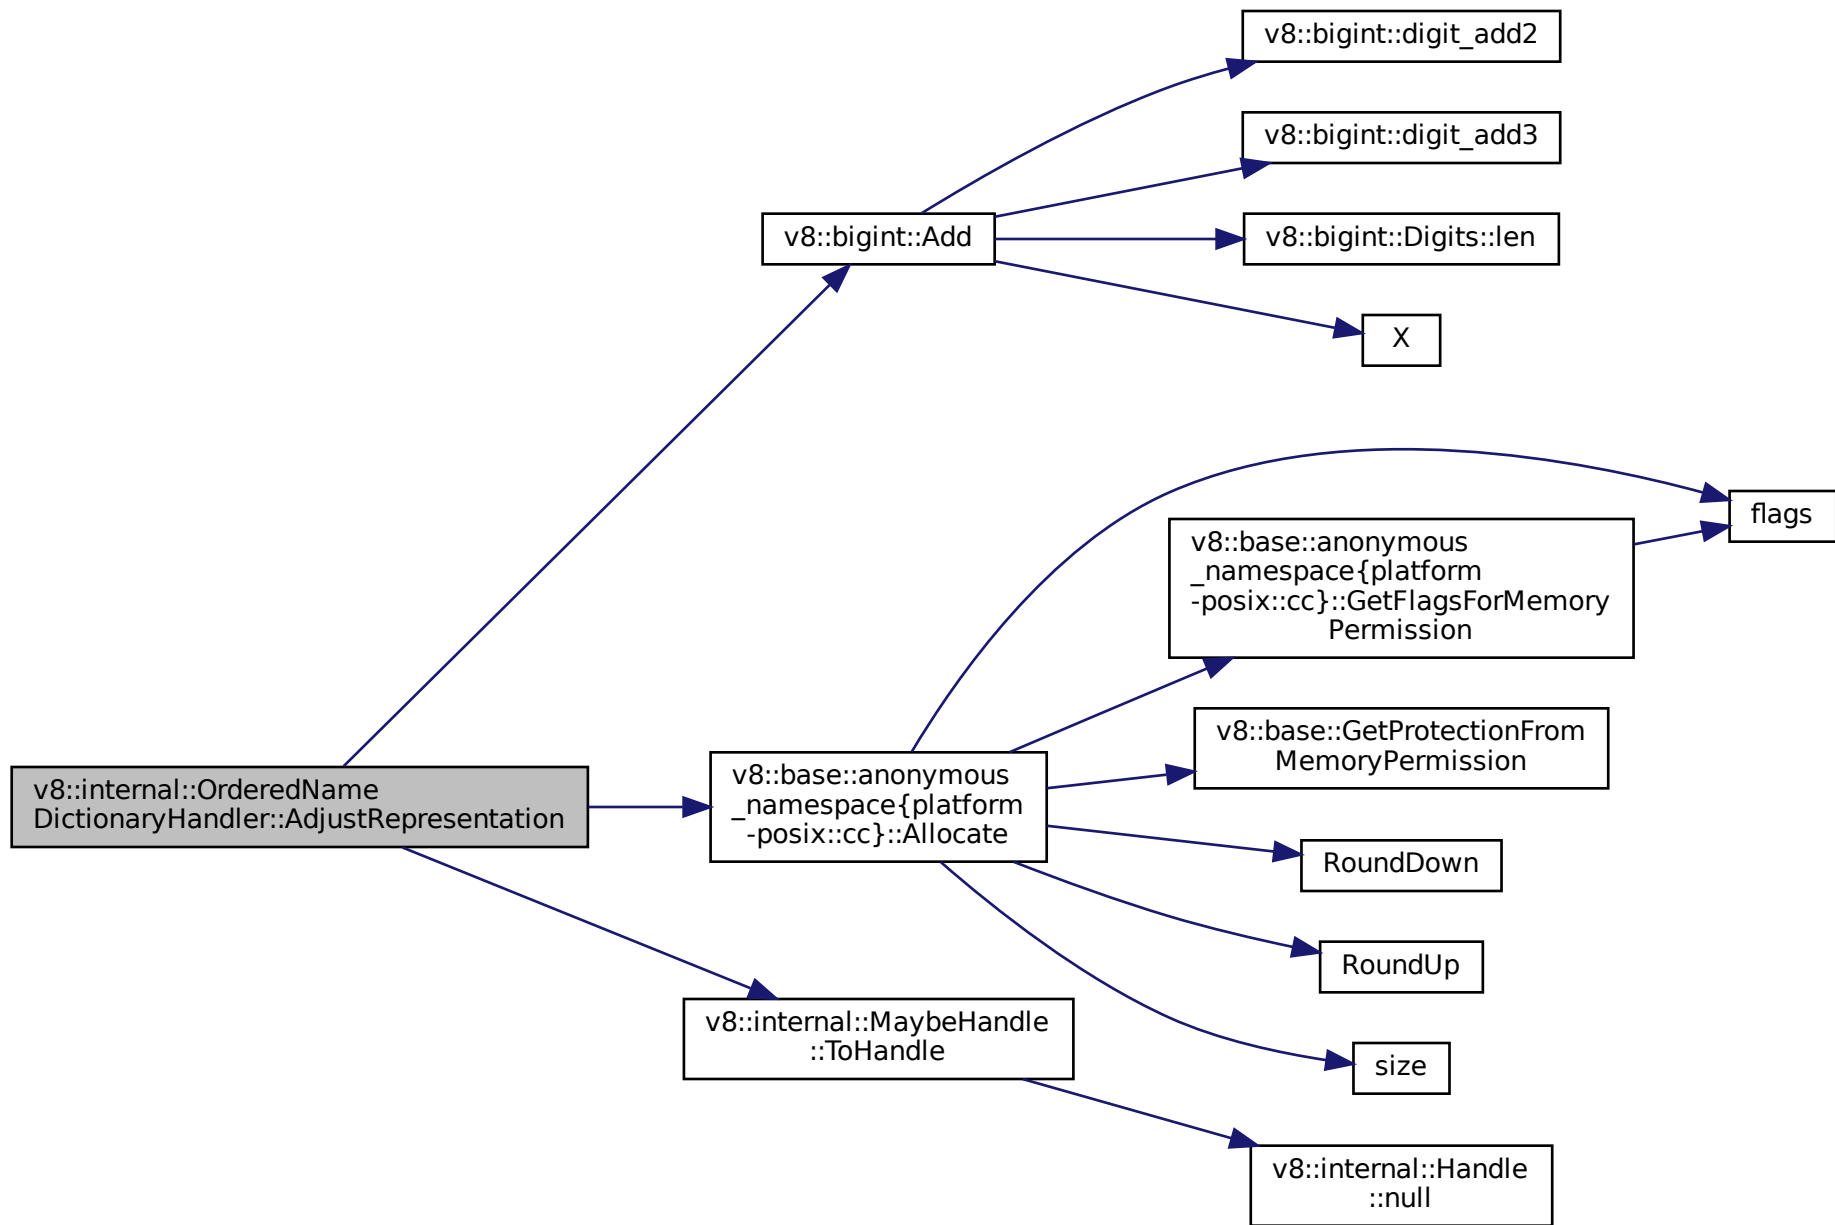 v8::bigint::digit_add2
v8::bigint::digit_add3
v8::bigint::Add
v8::bigint::Digits::len
X
flags
v8::base::anonymous
_namespace{platform
-posix::cc}::GetFlagsForMemory
Permission
v8::base::GetProtectionFrom
MemoryPermission
v8::internal::OrderedName
DictionaryHandler::AdjustRepresentation
v8::base::anonymous
_namespace{platform
-posix::cc}::Allocate
RoundDown
RoundUp
v8::internal::MaybeHandle
::ToHandle
size
v8::internal::Handle
::null